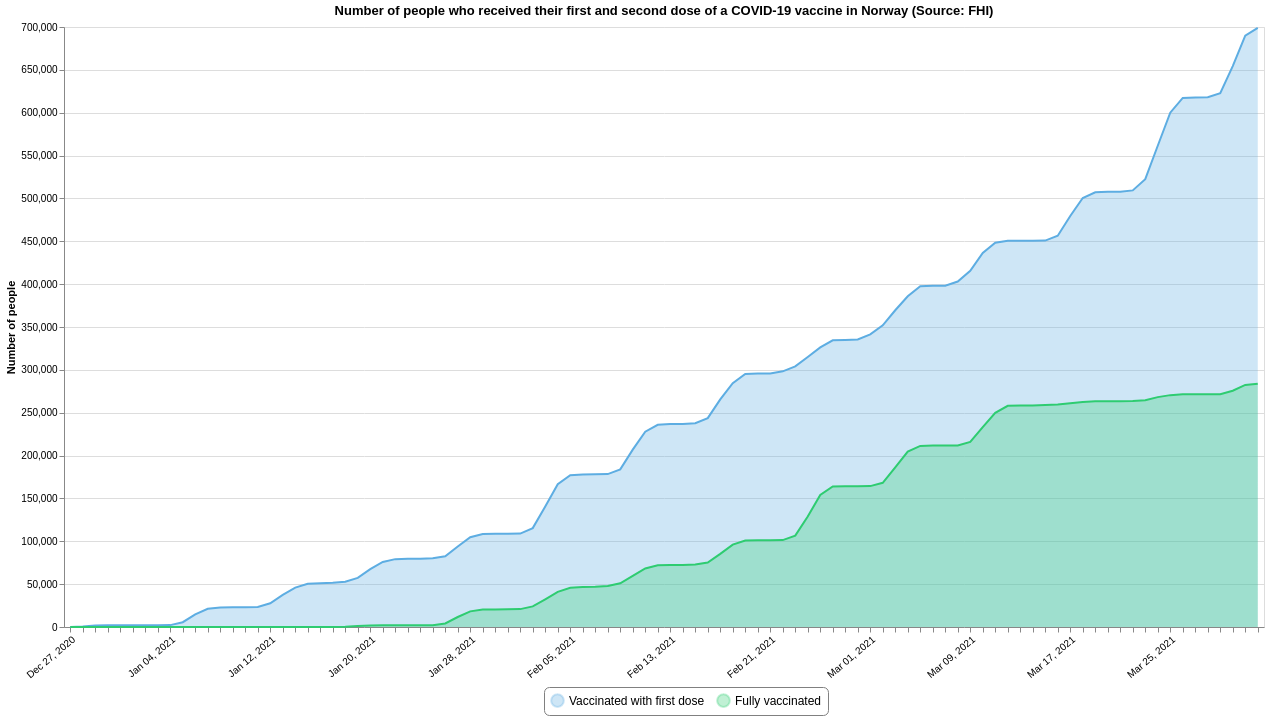 Number of people who received their first and second dose of a COVID-19 vaccine in Norway (Source: FHI)
Number of people
700,000
650,000
600,000
550,000
500,000
450,000
400,000
350,000
300,000
250,000
200,000
150,000
100,000
50,000
0
Dec 27, 2020
Jan 04, 2021
Jan 12, 2021
Jan 20, 2021
Jan 28, 2021
Feb 05, 2021
Feb 13, 2021
Feb 21, 2021
Mar 01, 2021
Mar 09, 2021
Mar 17, 2021
Mar 25, 2021
Vaccinated with first dose
Fully vaccinated